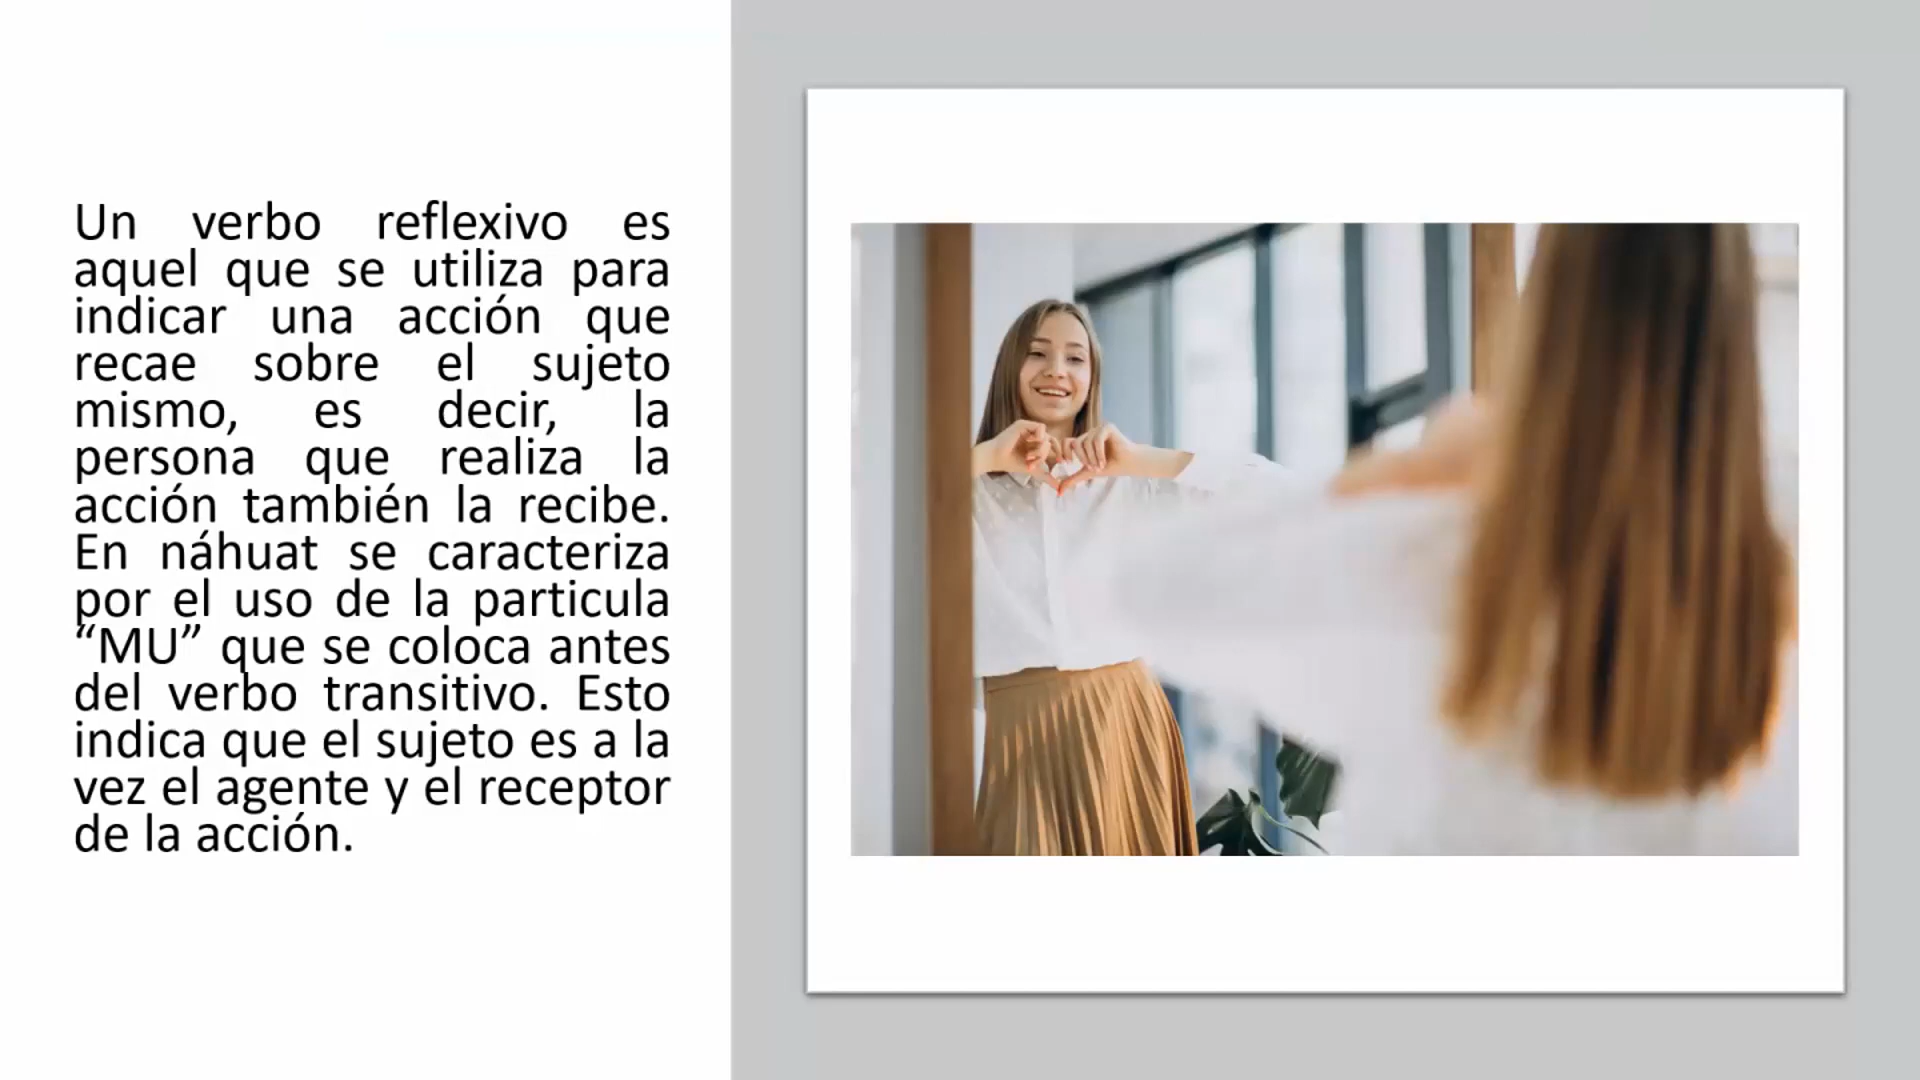 Un verbo reflexivo es
aquel que se utiliza para
indicar una acción que
recae sobre el sujeto
mismo, es decir, la
persona que realiza la
acción también la recibe.
En náhuat se caracteriza
por el uso de la particula
“MU” que se coloca antes
del verbo transitivo. Esto
indica que el sujeto es a la
vez el agente y el receptor
de la acción.